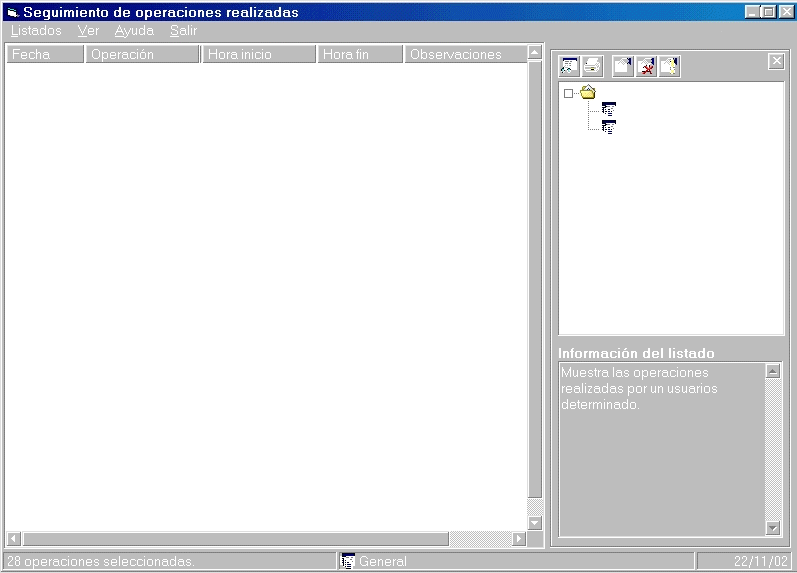 Seguimiento de operaciones realizadas
Listados Ver Ayuda Salir
Fecha Operación Hora inicio Hora fin Observaciones
Información del listado
Muestra las operaciones
realizadas por un usuarios
determinado.
28 operaciones seleccionadas. General 22/11/02